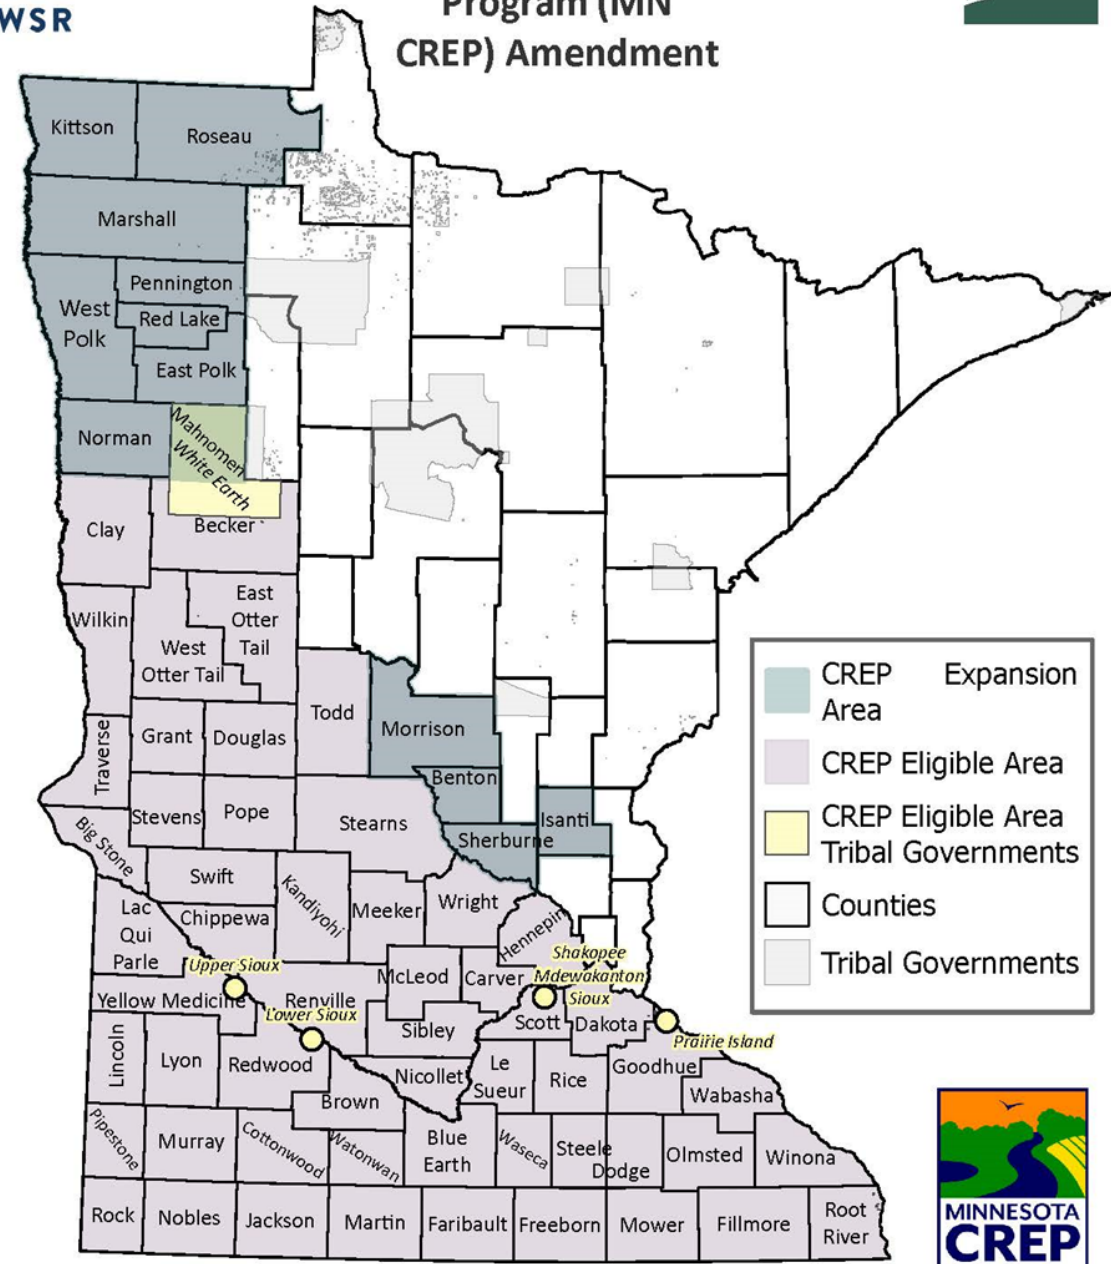 WSR
Program (MN
CREP) Amendment
Kittson
Roseau
Marshall
Pennington
West
Polk
Red Lake
East Polk
Norman
Mahnomen
White Earth
Clay
Becker
Wilkin
East
Otter
Tail
West
Otter Tail
Todd
Morrison
Traverse
Grant
Douglas
Benton
Stevens
Pope
Stearns
Isanti
Sherburne
Big Stone
Swift
Kandiyohi
Meeker
Wright
Hennepin
Lac
Qui
Parle
Chippewa
Upper Sioux
McLeod
Carver
Shakopee
Mdewakanton
Sioux
Yellow Medicine
Renville
Lower Sioux
Sibley
Scott
Dakota
Prairie Island
Lincoln
Lyon
Redwood
Nicollet
Le
Sueur
Rice
Goodhue
Wabasha
Brown
Pipestone
Murray
Cottonwood
Watonwan
Blue
Earth
Waseca
Steele
Dodge
Olmsted
Winona
Rock
Nobles
Jackson
Martin
Faribault
Freeborn
Mower
Fillmore
Root
River
CREP Expansion
Area
CREP Eligible Area
CREP Eligible Area
Tribal Governments
Counties
Tribal Governments
MINNESOTA
CREP